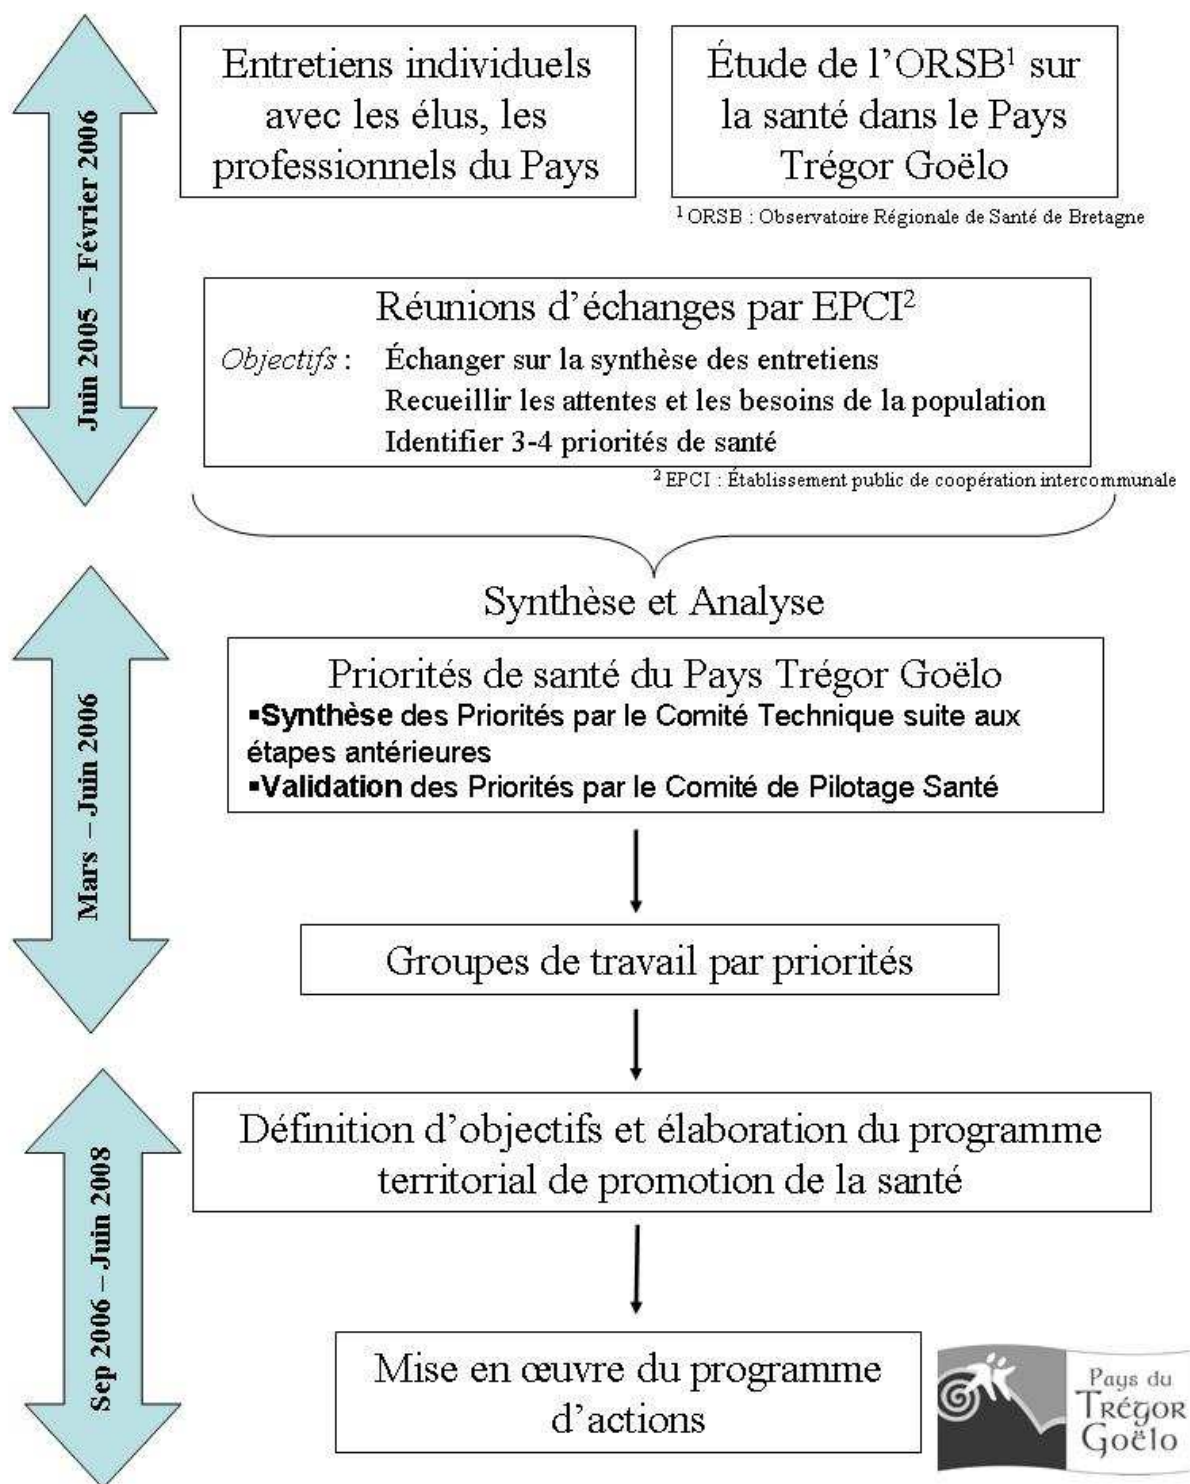 Juin 2005 – Février 2006
Entretiens individuels
avec les élus, les
professionnels du Pays
Étude de l'ORSB¹ sur
la santé dans le Pays
Trégor Goëlo
¹ ORSB : Observatoire Régionale de Santé de Bretagne
Réunions d'échanges par EPCI²
Objectifs : Échanger sur la synthèse des entretiens
Recueillir les attentes et les besoins de la population
Identifier 3-4 priorités de santé
² EPCI : Établissement public de coopération intercommunale
Mars – Juin 2006
Synthèse et Analyse
Priorités de santé du Pays Trégor Goëlo
▪Synthèse des Priorités par le Comité Technique suite aux
étapes antérieures
▪Validation des Priorités par le Comité de Pilotage Santé
Groupes de travail par priorités
Sep 2006 – Juin 2008
Définition d'objectifs et élaboration du programme
territorial de promotion de la santé
Mise en œuvre du programme
d'actions
Pays du
TRÉGOR
Goëlo